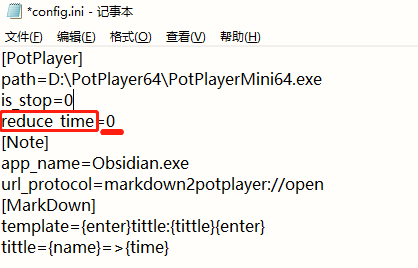 *config.ini - 记事本
文件(F) 编辑(E) 格式(O) 查看(V) 帮助(H)
[PotPlayer]
path=D:\PotPlayer64\PotPlayerMini64.exe
is_stop=0
reduce_time=0
[Note]
app_name=Obsidian.exe
url_protocol=markdown2potplayer://open
[MarkDown]
template={enter}tittle:{tittle}{enter}
tittle={name}=>{time}